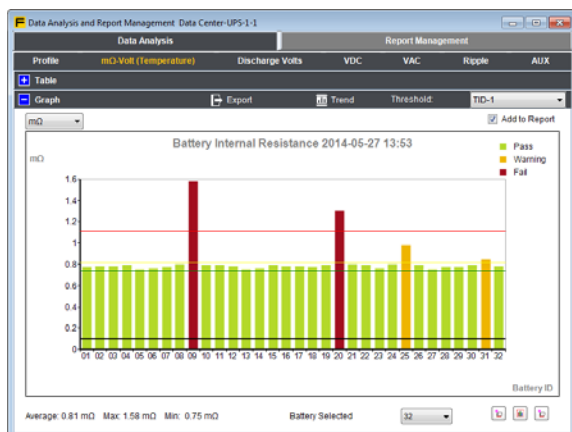 Data Analysis and Report Management Data Center-UPS-1-1
Data Analysis Report Management
Profile mΩ-Volt (Temperature) Discharge Volts VDC VAC Ripple AUX
Table
Graph Export Trend Threshold: TID-1
mΩ Add to Report
Battery Internal Resistance 2014-05-27 13:53
mΩ
Pass
Warning
Fail
1.6
1.4
1.2
1
0.8
0.6
0.4
0.2
0
01 02 03 04 05 06 07 08 09 10 11 12 13 14 15 16 17 18 19 20 21 22 23 24 25 26 27 28 29 30 31 32
Battery ID
Average: 0.81 mΩ Max: 1.58 mΩ Min: 0.75 mΩ Battery Selected 32